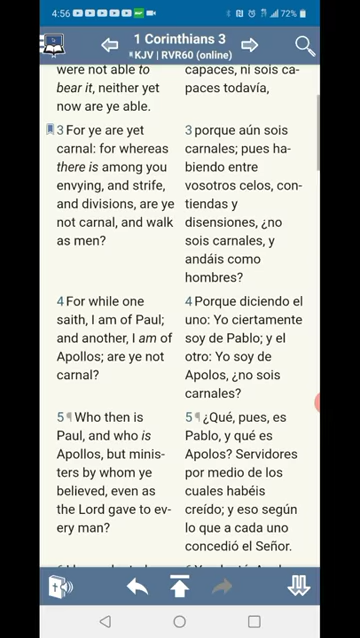 4:56
72%
1 Corinthians 3
KJV | RVR60 (online)
were not able to
bear it, neither yet
now are ye able.
3 For ye are yet
carnal: for whereas
there is among you
envying, and strife,
and divisions, are ye
not carnal, and walk
as men?
4 For while one
saith, I am of Paul;
and another, I am of
Apollos; are ye not
carnal?
5 ¶ Who then is
Paul, and who is
Apollos, but minis-
ters by whom ye
believed, even as
the Lord gave to ev-
ery man?
capaces, ni sois ca-
paces todavía,
3 porque aún sois
carnales; pues ha-
biendo entre
vosotros celos, con-
tiendas y
disensiones, ¿no
sois carnales, y
andáis como
hombres?
4 Porque diciendo el
uno: Yo ciertamente
soy de Pablo; y el
otro: Yo soy de
Apolos, ¿no sois
carnales?
5 ¶ ¿Qué, pues, es
Pablo, y qué es
Apolos? Servidores
por medio de los
cuales habéis
creído; y eso según
lo que a cada uno
concedió el Señor.